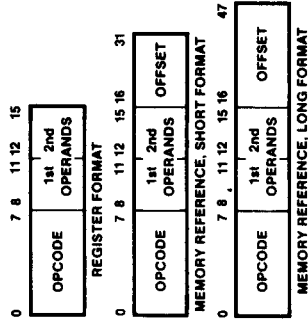 0 7 8 11 12 15
OPCODE 1st 2nd
OPERANDS
REGISTER FORMAT
0 7 8 11 12 15 16 31
OPCODE 1st 2nd OFFSET
OPERANDS
MEMORY REFERENCE, SHORT FORMAT
0 7 8 11 12 15 16 47
OPCODE 1st 2nd OFFSET
OPERANDS
MEMORY REFERENCE, LONG FORMAT